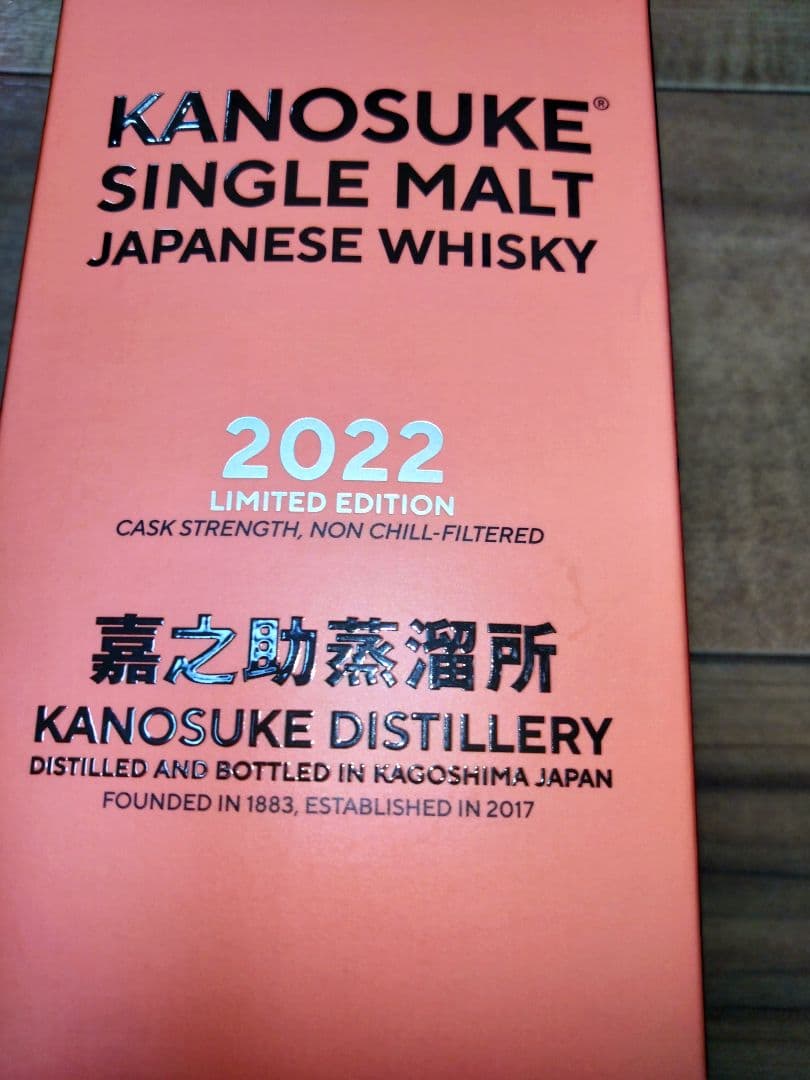 KANOSUKE®
SINGLE MALT
JAPANESE WHISKY
2022
LIMITED EDITION
CASK STRENGTH, NON CHILL-FILTERED
嘉之助蒸溜所
KANOSUKE DISTILLERY
DISTILLED AND BOTTLED IN KAGOSHIMA JAPAN
FOUNDED IN 1883, ESTABLISHED IN 2017